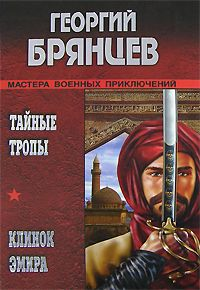 ГЕОРГИЙ
БРЯНЦЕВ
МАСТЕРА ВОЕННЫХ ПРИКЛЮЧЕНИЙ
ТАЙНЫЕ
ТРОПЫ
КЛИНОК
ЭМИРА